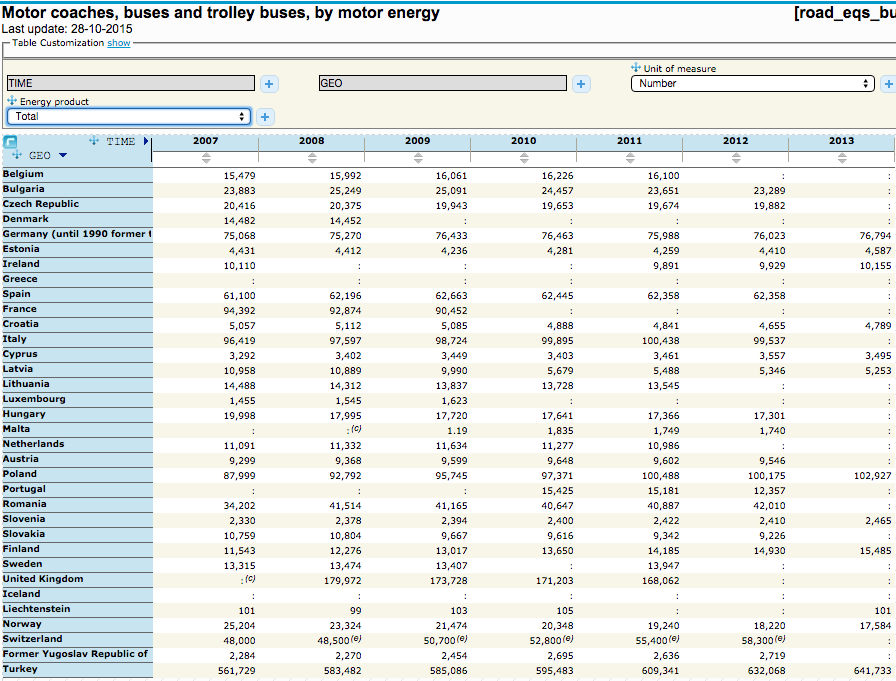 Motor coaches, buses and trolley buses, by motor energy [road_eqs_bu
Last update: 28-10-2015
Table Customization show
Unit of measure
TIME + GEO + Number +
Energy product
Total +
TIME 2007 2008 2009 2010 2011 2012 2013
GEO
Belgium 15,479 15,992 16,061 16,226 16,100 : :
Bulgaria 23,883 25,249 25,091 24,457 23,651 23,289 :
Czech Republic 20,416 20,375 19,943 19,653 19,674 19,882 :
Denmark 14,482 14,452 : : : : :
Germany (until 1990 former t 75,068 75,270 76,433 76,463 75,988 76,023 76,794
Estonia 4,431 4,412 4,236 4,281 4,259 4,410 4,587
Ireland 10,110 : : : 9,891 9,929 10,155
Greece : : : : : : :
Spain 61,100 62,196 62,663 62,445 62,358 62,358 :
France 94,392 92,874 90,452 : : : :
Croatia 5,057 5,112 5,085 4,888 4,841 4,655 4,789
Italy 96,419 97,597 98,724 99,895 100,438 99,537 :
Cyprus 3,292 3,402 3,449 3,403 3,461 3,557 3,495
Latvia 10,958 10,889 9,990 5,679 5,488 5,346 5,253
Lithuania 14,488 14,312 13,837 13,728 13,545 : :
Luxembourg 1,455 1,545 1,623 : : : :
Hungary 19,998 17,995 17,720 17,641 17,366 17,301 :
Malta : :(c) 1.19 1,835 1,749 1,740 :
Netherlands 11,091 11,332 11,634 11,277 10,986 : :
Austria 9,299 9,368 9,599 9,648 9,602 9,546 :
Poland 87,999 92,792 95,745 97,371 100,488 100,175 102,927
Portugal : : : 15,425 15,181 12,357 :
Romania 34,202 41,514 41,165 40,647 40,887 42,010 :
Slovenia 2,330 2,378 2,394 2,400 2,422 2,410 2,465
Slovakia 10,759 10,804 9,667 9,616 9,342 9,226 :
Finland 11,543 12,276 13,017 13,650 14,185 14,930 15,485
Sweden 13,315 13,474 13,407 : 13,947 : :
United Kingdom :(c) 179,972 173,728 171,203 168,062 : :
Iceland : : : : : : :
Liechtenstein 101 99 103 105 : : 101
Norway 25,204 23,324 21,474 20,348 19,240 18,220 17,584
Switzerland 48,000 48,500(e) 50,700(e) 52,800(e) 55,400(e) 58,300(e) :
Former Yugoslav Republic of 2,284 2,270 2,454 2,695 2,636 2,719 :
Turkey 561,729 583,482 585,086 595,483 609,341 632,068 641,733